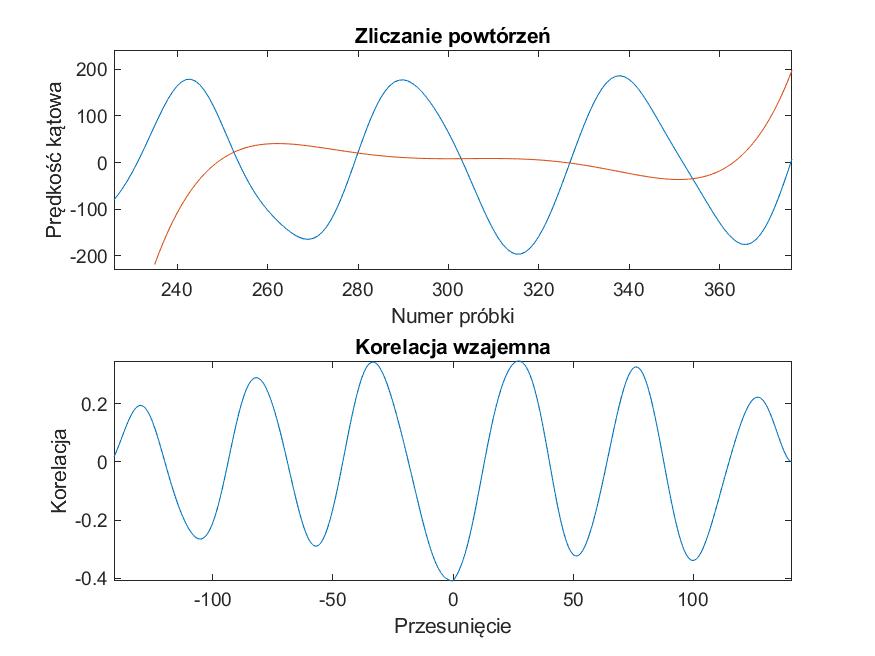 Zliczanie powtórzeń
200
100
0
-100
-200
Prędkość kątowa
240 260 280 300 320 340 360
Numer próbki
Korelacja wzajemna
0.2
0
-0.2
-0.4
Korelacja
-100 -50 0 50 100
Przesunięcie